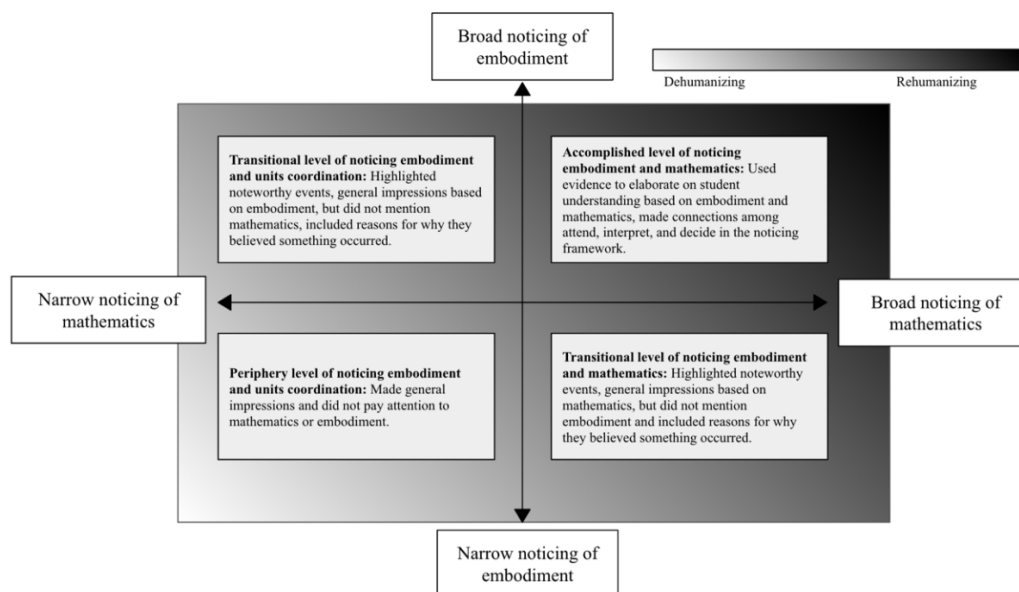 Broad noticing of
embodiment
Dehumanizing
Rehumanizing
Transitional level of noticing embodiment
and units coordination: Highlighted
noteworthy events, general impressions based
on embodiment, but did not mention
mathematics, included reasons for why they
believed something occurred.
Accomplished level of noticing
embodiment and mathematics: Used
evidence to elaborate on student
understanding based on embodiment and
mathematics, made connections among
attend, interpret, and decide in the noticing
framework.
Narrow noticing of
mathematics
Broad noticing of
mathematics
Periphery level of noticing embodiment
and units coordination: Made general
impressions and did not pay attention to
mathematics or embodiment.
Transitional level of noticing embodiment
and mathematics: Highlighted noteworthy
events, general impressions based on
mathematics, but did not mention
embodiment and included reasons for why
they believed something occurred.
Narrow noticing of
embodiment